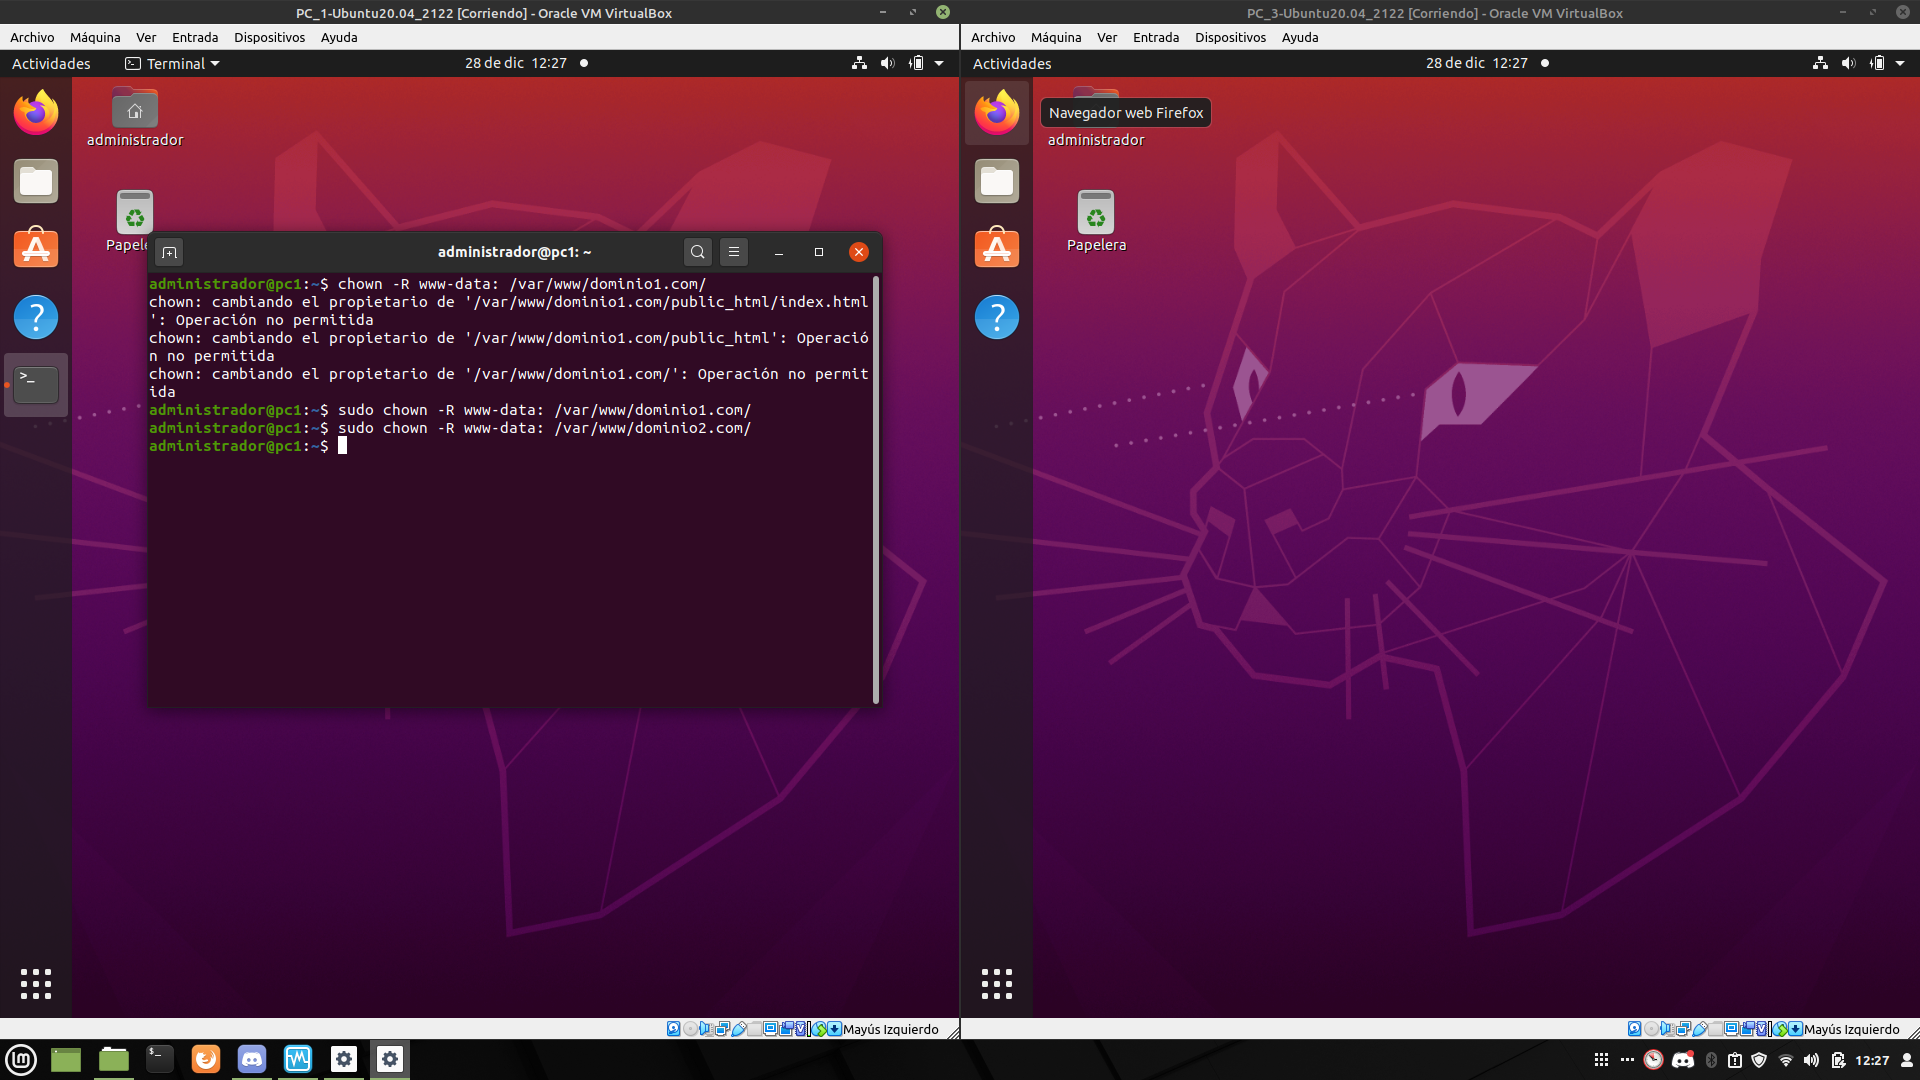 PC_1-Ubuntu20.04_2122 [Corriendo] - Oracle VM VirtualBox
Archivo Máquina Ver Entrada Dispositivos Ayuda
Actividades Terminal 28 de dic 12:27
administrador
Papele
administrador@pc1: ~
administrador@pc1:~$ chown -R www-data: /var/www/dominio1.com/
chown: cambiando el propietario de '/var/www/dominio1.com/public_html/index.html
': Operación no permitida
chown: cambiando el propietario de '/var/www/dominio1.com/public_html': Operació
n no permitida
chown: cambiando el propietario de '/var/www/dominio1.com/': Operación no permit
ida
administrador@pc1:~$ sudo chown -R www-data: /var/www/dominio1.com/
administrador@pc1:~$ sudo chown -R www-data: /var/www/dominio2.com/
administrador@pc1:~$
Mayús Izquierdo
PC_3-Ubuntu20.04_2122 [Corriendo] - Oracle VM VirtualBox
Archivo Máquina Ver Entrada Dispositivos Ayuda
Actividades 28 de dic 12:27
Navegador web Firefox
administrador
Papelera
Mayús Izquierdo
12:27